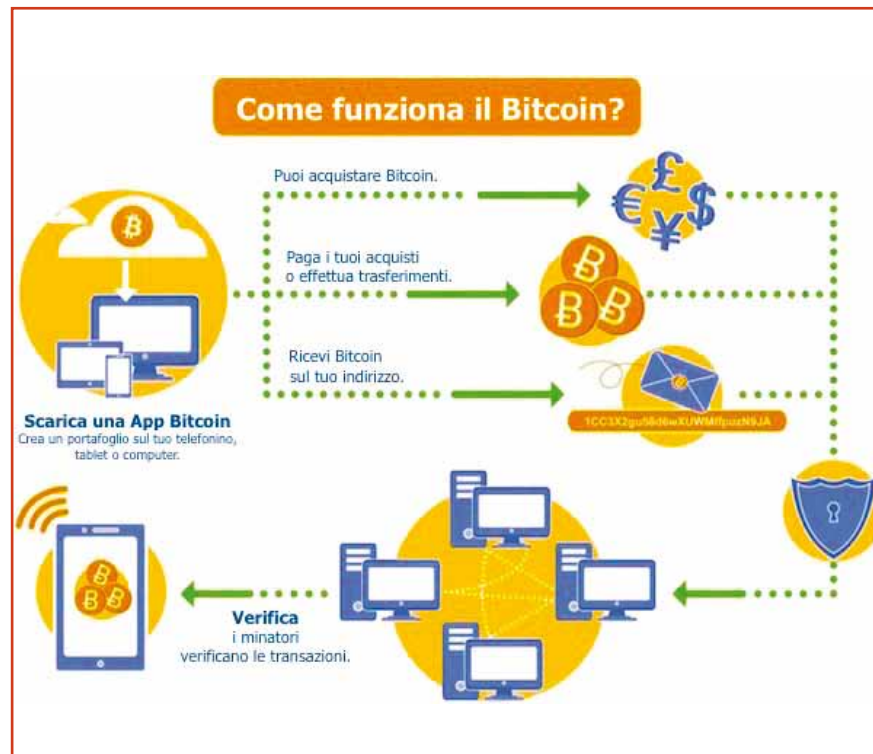 Come funziona il Bitcoin?
Puoi acquistare Bitcoin.
Paga i tuoi acquisti
o effettua trasferimenti.
Ricevi Bitcoin
sul tuo indirizzo.
Scarica una App Bitcoin
Crea un portafoglio sul tuo telefonino,
tablet o computer.
Verifica
i minatori
verificano le transazioni.